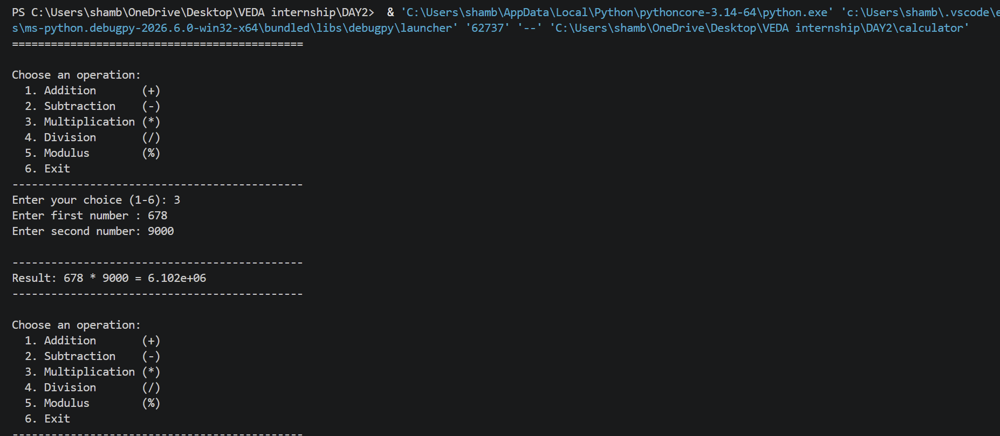 PS C:\Users\shamb\OneDrive\Desktop\VEDA internship\DAY2>  & 'C:\Users\shamb\AppData\Local\Python\pythoncore-3.14-64\python.exe' 'c:\Users\shamb\.vscode\e
s\ms-python.debugpy-2026.6.0-win32-x64\bundled\libs\debugpy\launcher' '62737' '--' 'C:\Users\shamb\OneDrive\Desktop\VEDA internship\DAY2\calculator'
=============================================

Choose an operation:
  1. Addition       (+)
  2. Subtraction    (-)
  3. Multiplication (*)
  4. Division       (/)
  5. Modulus        (%)
  6. Exit
---------------------------------------------
Enter your choice (1-6): 3
Enter first number : 678
Enter second number: 9000

---------------------------------------------
Result: 678 * 9000 = 6.102e+06
---------------------------------------------

Choose an operation:
  1. Addition       (+)
  2. Subtraction    (-)
  3. Multiplication (*)
  4. Division       (/)
  5. Modulus        (%)
  6. Exit
---------------------------------------------